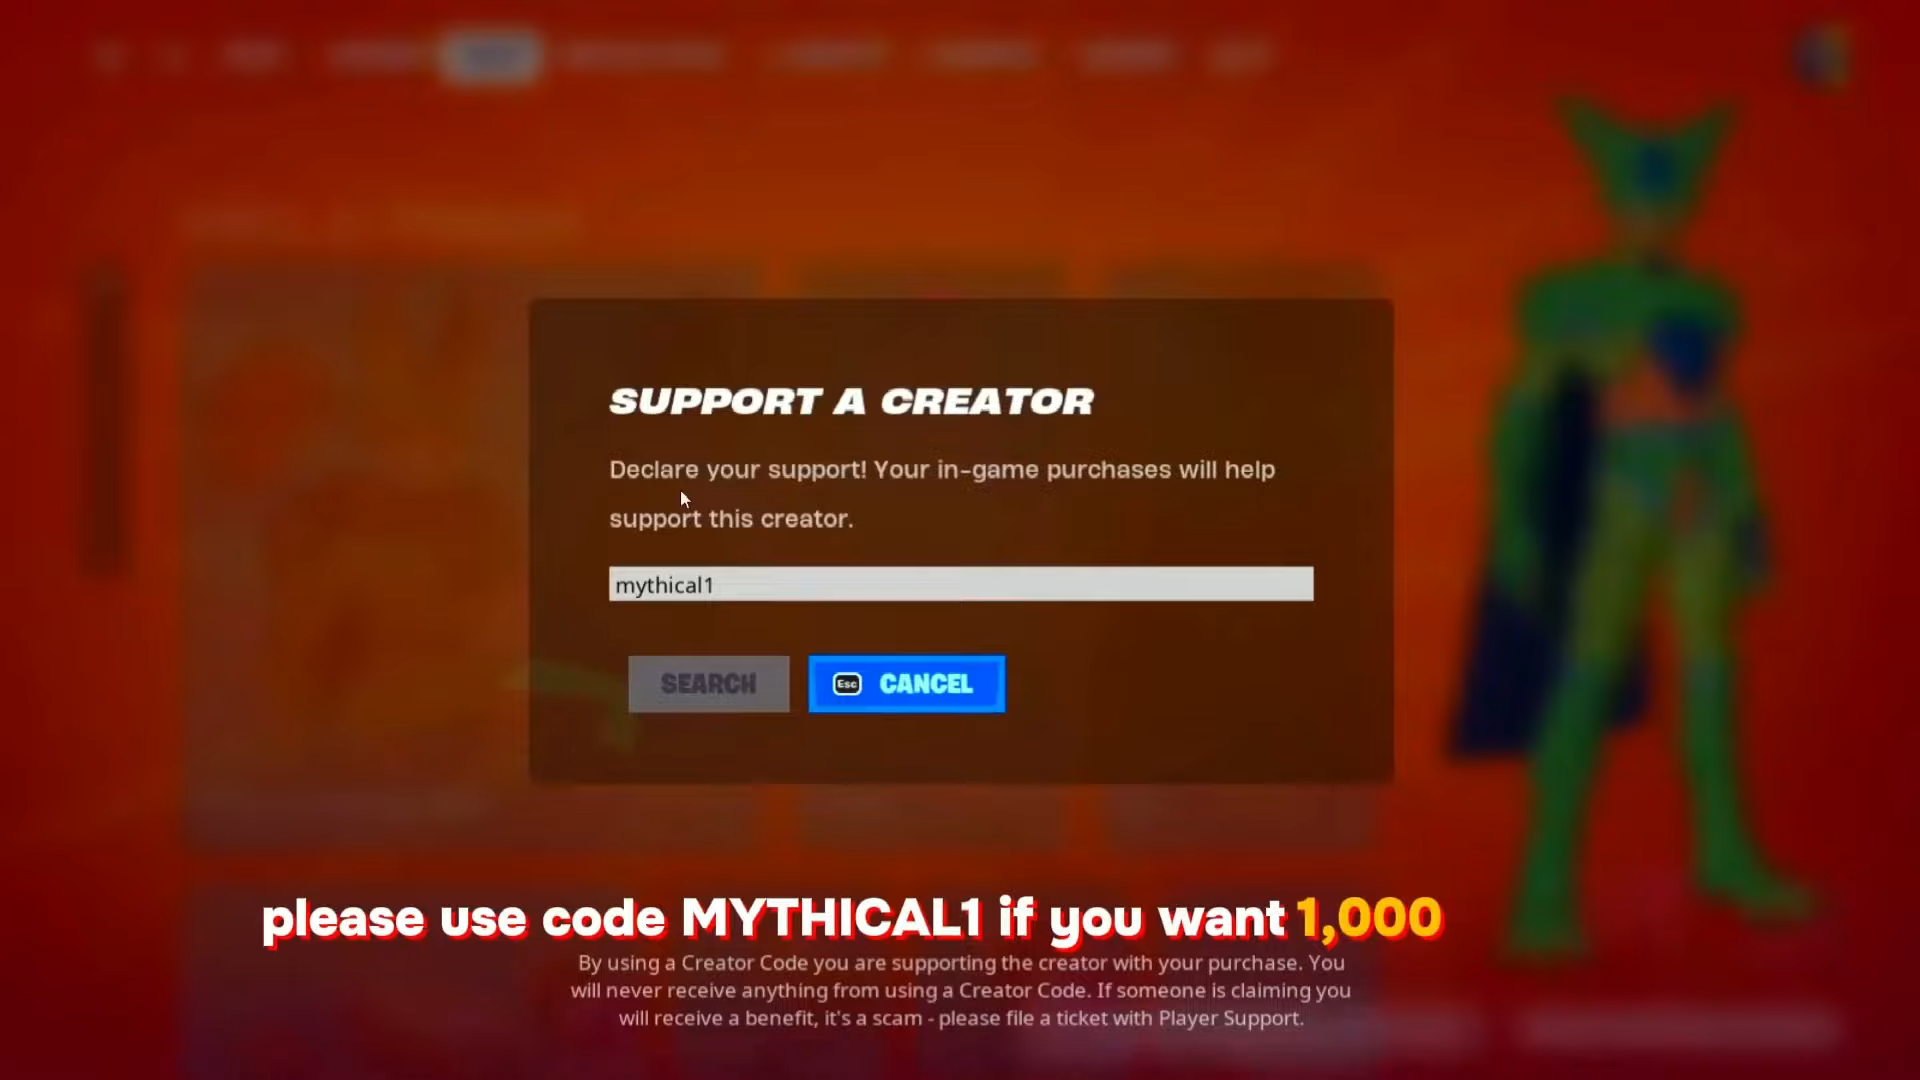 SUPPORT A CREATOR
Declare your support! Your in-game purchases will help
support this creator.
mythical1
SEARCH
Esc CANCEL
please use code MYTHICAL1 if you want 1,000
By using a Creator Code you are supporting the creator with your purchase. You
will never receive anything from using a Creator Code. If someone is claiming you
will receive a benefit, it's a scam - please file a ticket with Player Support.